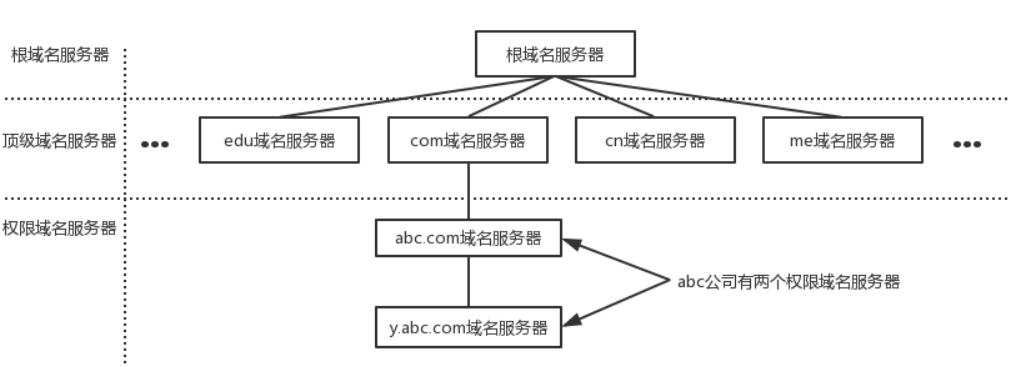 根域名服务器
根域名服务器
顶级域名服务器
•••
edu域名服务器
com域名服务器
cn域名服务器
me域名服务器
•••
权限域名服务器
abc.com域名服务器
abc公司有两个权限域名服务器
y.abc.com域名服务器